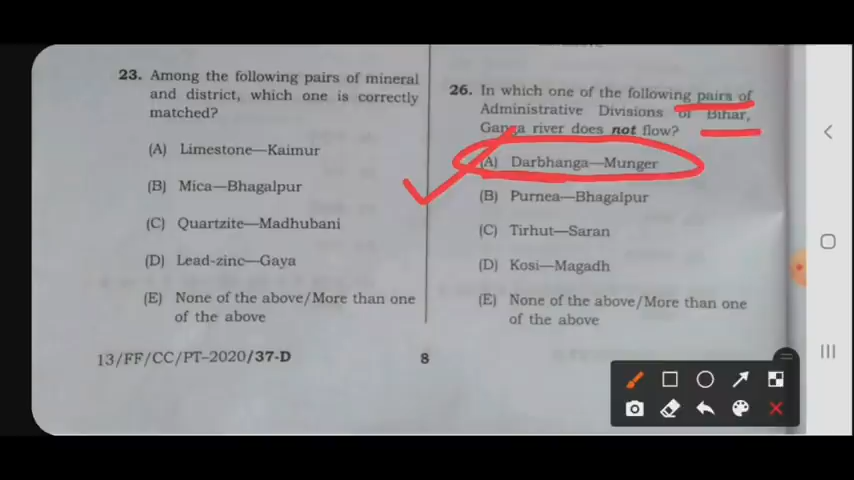 23. Among the following pairs of mineral
and district, which one is correctly
matched?
(A) Limestone—Kaimur
(B) Mica—Bhagalpur
(C) Quartzite—Madhubani
(D) Lead-zinc—Gaya
(E) None of the above/More than one
of the above
13/FF/CC/PT-2020/37-D
8
26. In which one of the following pairs of
Administrative Divisions of Bihar,
Ganga river does not flow?
(A) Darbhanga—Munger
(B) Purnea—Bhagalpur
(C) Tirhut—Saran
(D) Kosi—Magadh
(E) None of the above/More than one
of the above